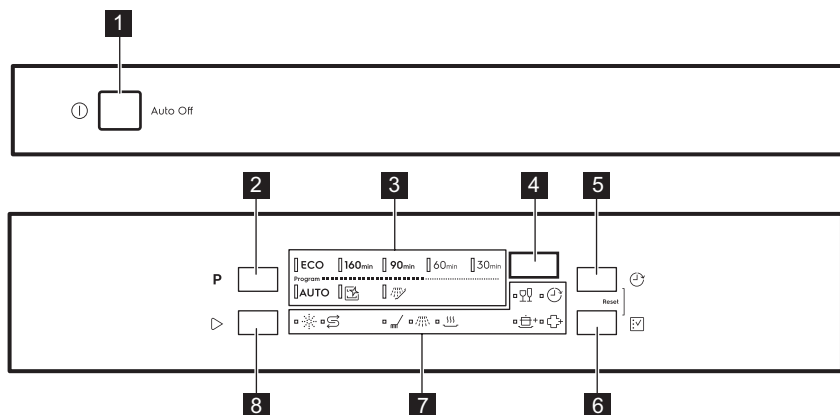 1
Auto Off
2 3 4 5
P
ECO 160min 90min 60min 30min
Program
AUTO
Reset
8 7 6